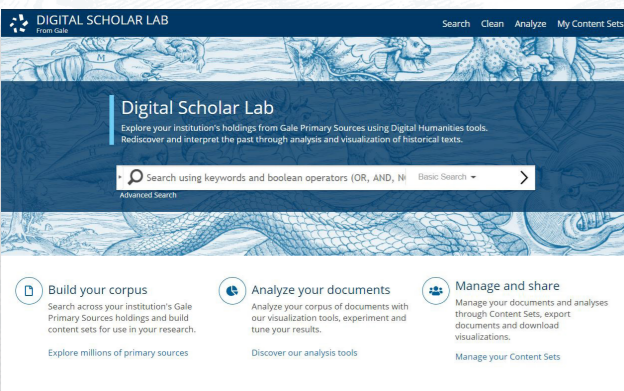 DIGITAL SCHOLAR LAB
From Gale
Search Clean Analyze My Content Sets
M
Digital Scholar Lab
Explore your institution's holdings from Gale Primary Sources using Digital Humanities tools.
Rediscover and interpret the past through analysis and visualization of historical texts.
Search using keywords and boolean operators (OR, AND, Basic Search
Advanced Search
Build your corpus
Search across your institution's Gale
Primary Sources holdings and build
content sets for use in your research.
Explore millions of primary sources
Analyze your documents
Analyze your corpus of documents with
our visualization tools, experiment and
tune your results.
Discover our analysis tools
Manage and share
Manage your documents and analyses
through Content Sets, export
documents and download
visualizations.
Manage your Content Sets